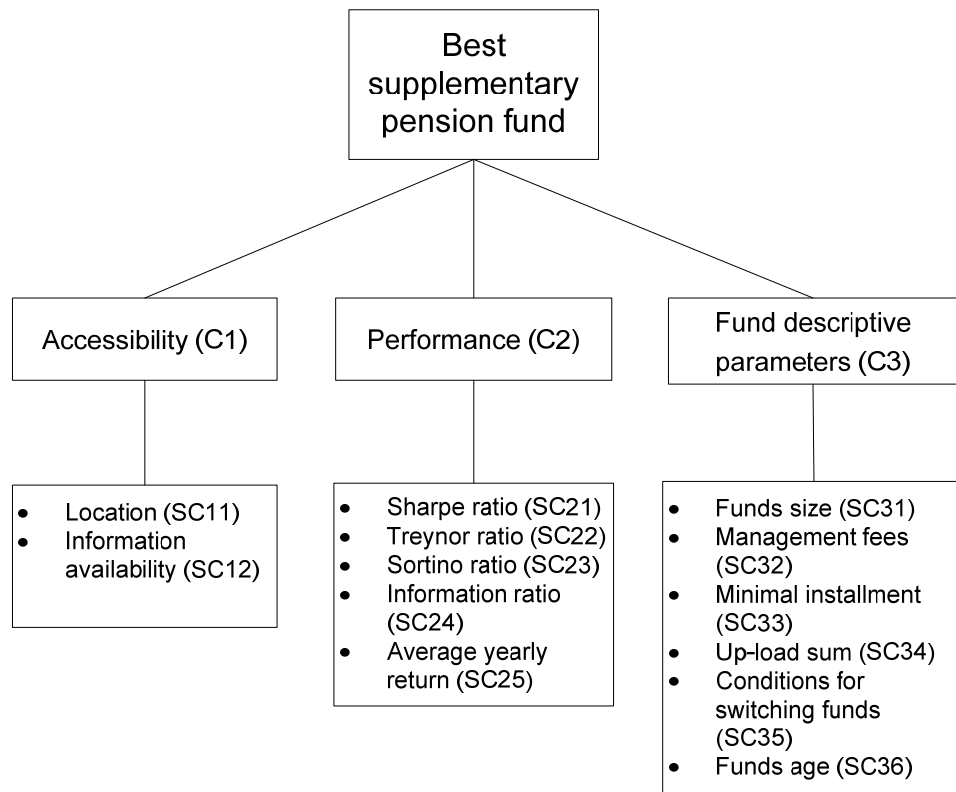 Best
supplementary
pension fund
Accessibility (C1)
Performance (C2)
Fund descriptive
parameters (C3)
• Location (SC11)
• Information
availability (SC12)
• Sharpe ratio (SC21)
• Treynor ratio (SC22)
• Sortino ratio (SC23)
• Information ratio
(SC24)
• Average yearly
return (SC25)
• Funds size (SC31)
• Management fees
(SC32)
• Minimal installment
(SC33)
• Up-load sum (SC34)
• Conditions for
switching funds
(SC35)
• Funds age (SC36)